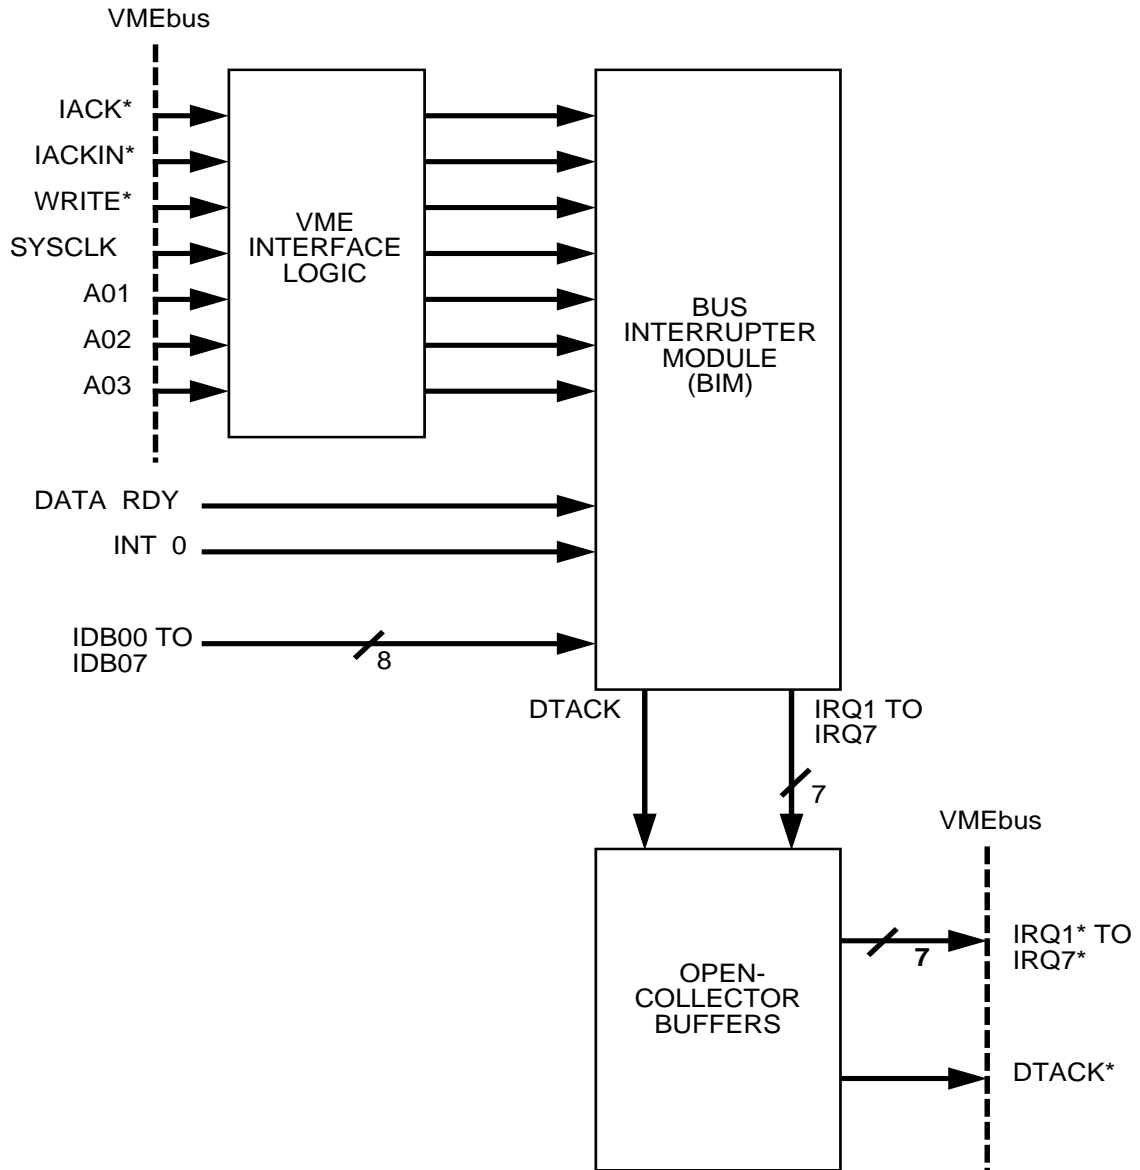 VMEbus
IACK*
IACKIN*
WRITE*
SYSCLK
A01
A02
A03
VME
INTERFACE
LOGIC
BUS
INTERRUPTER
MODULE
(BIM)
DATA RDY
INT 0
IDB00 TO
IDB07
8
DTACK
IRQ1 TO
IRQ7
7
VMEbus
OPEN-
COLLECTOR
BUFFERS
7
IRQ1* TO
IRQ7*
DTACK*